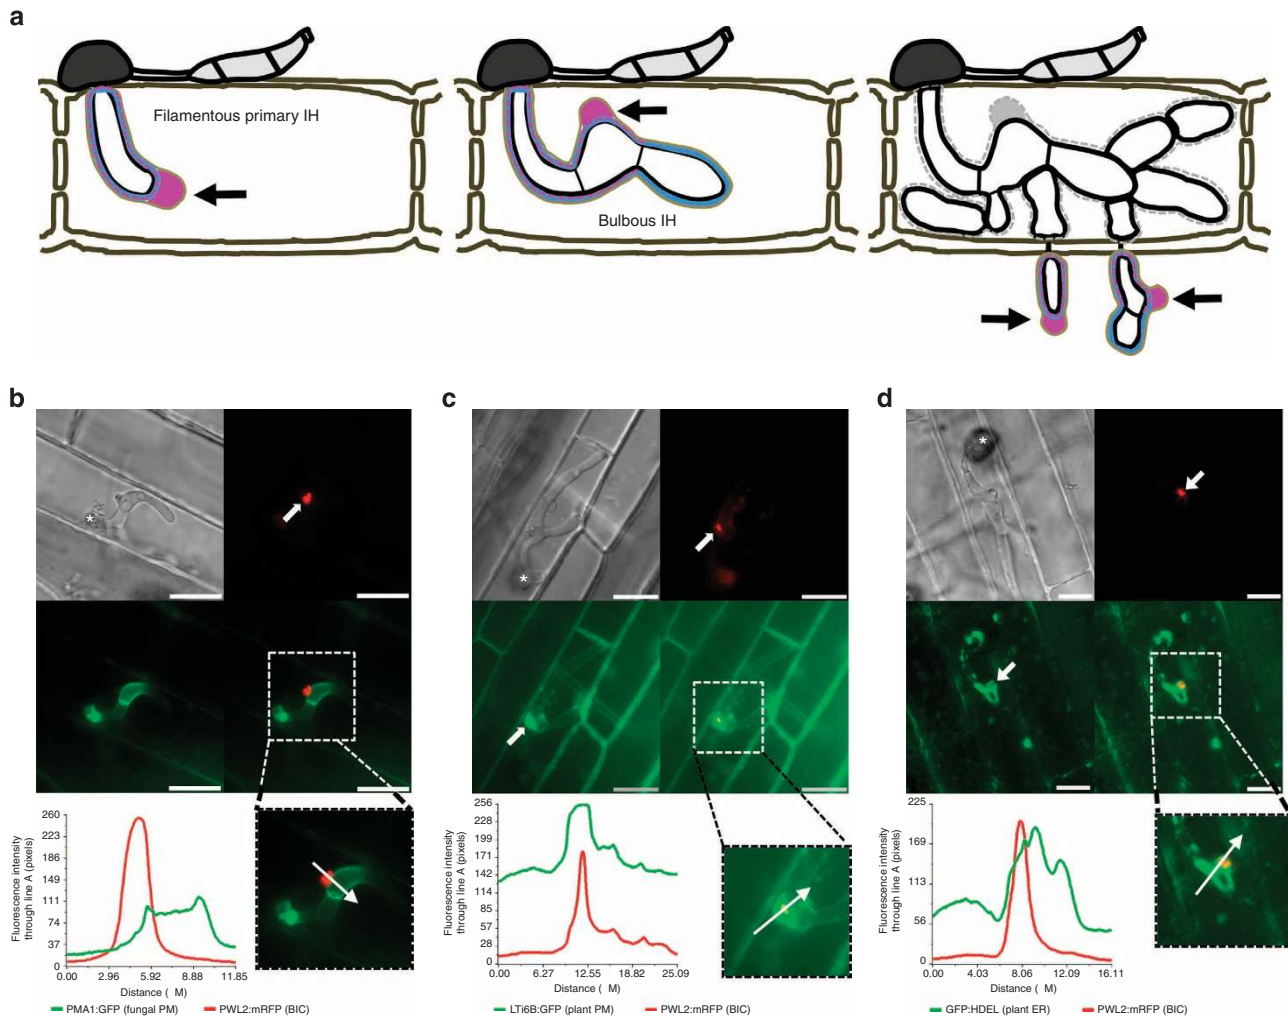 a
Filamentous primary IH
Bulbous IH
b
c
d
*
*
*
Fluorescence intensity
through line A (pixels)
260
223
186
149
111
74
37
0
0.00 2.96 5.92 8.88 11.85
Distance ( M)
PMA1:GFP (fungal PM) PWL2:mRFP (BIC)
Fluorescence intensity
through line A (pixels)
256
228
199
171
142
114
85
57
28
0
0.00 6.27 12.55 18.82 25.09
Distance ( M)
LTi6B:GFP (plant PM) PWL2:mRFP (BIC)
Fluorescence intensity
through line A (pixels)
225
188
150
113
75
38
0
0.00 4.03 8.06 12.09 16.11
Distance ( M)
GFP:HDEL (plant ER) PWL2:mRFP (BIC)